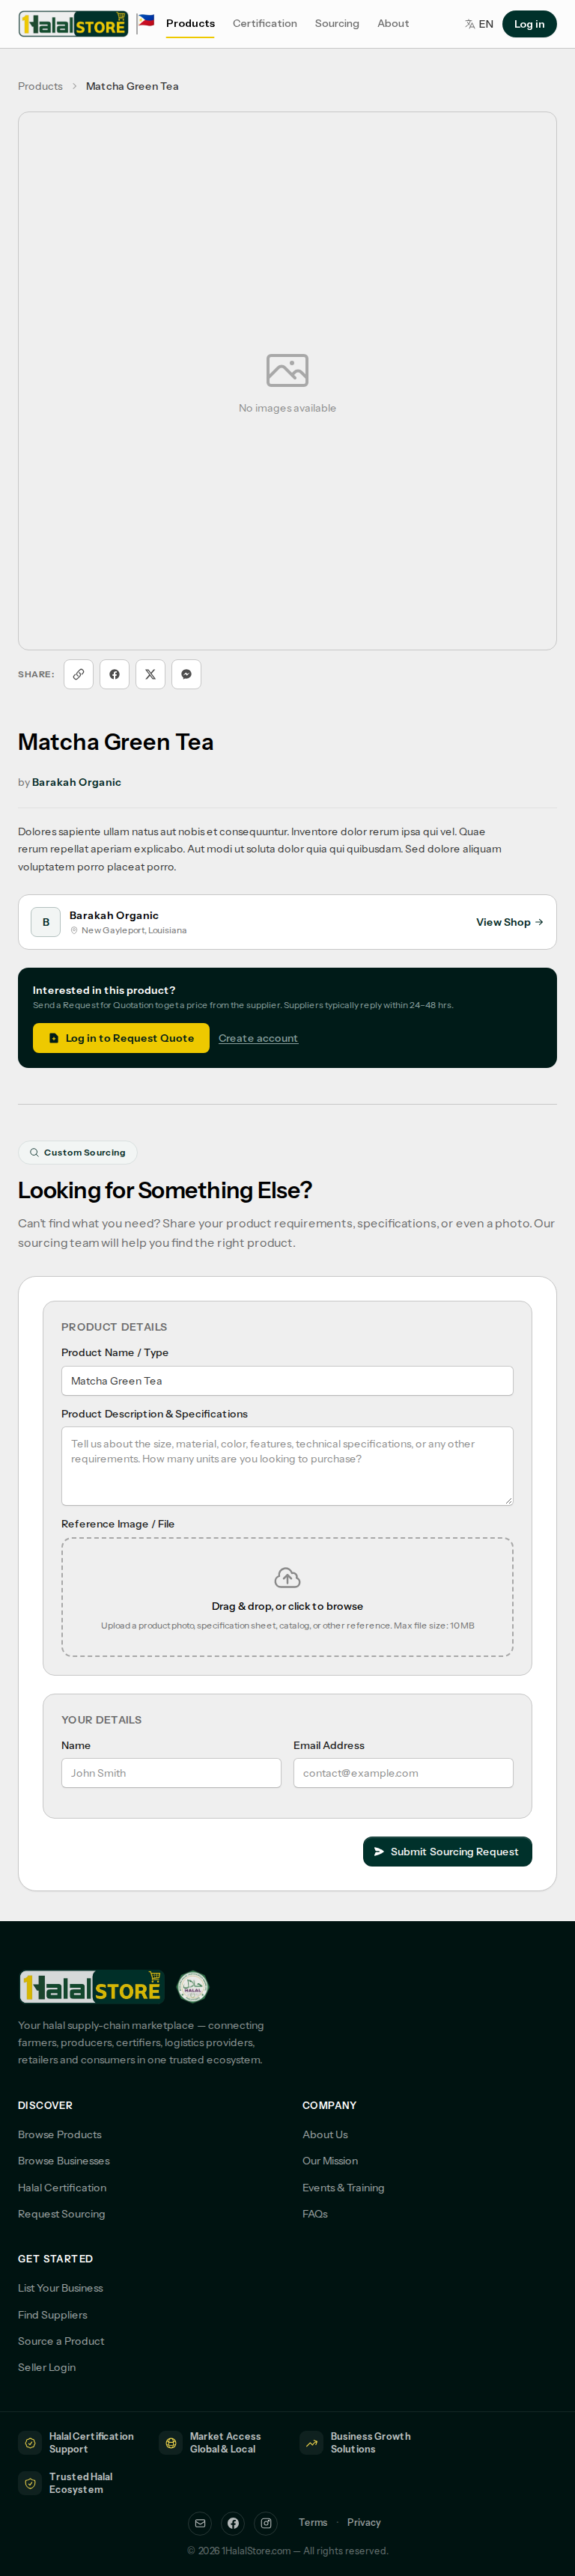 1HalalSTORE
Products
Certification
Sourcing
About
EN
Log in
Products
Matcha Green Tea
No images available
SHARE:
Matcha Green Tea
by Barakah Organic
Dolores sapiente ullam natus aut nobis et consequuntur. Inventore dolor rerum ipsa qui vel. Quae
rerum repellat aperiam explicabo. Aut modi ut soluta dolor quia qui quibusdam. Sed dolore aliquam
voluptatem porro placeat porro.
B
Barakah Organic
New Gayleport, Louisiana
View Shop
Interested in this product?
Send a Request for Quotation to get a price from the supplier. Suppliers typically reply within 24–48 hrs.
Log in to Request Quote
Create account
Custom Sourcing
Looking for Something Else?
Can't find what you need? Share your product requirements, specifications, or even a photo. Our
sourcing team will help you find the right product.
PRODUCT DETAILS
Product Name / Type
Matcha Green Tea
Product Description & Specifications
Tell us about the size, material, color, features, technical specifications, or any other
requirements. How many units are you looking to purchase?
Reference Image / File
Drag & drop, or click to browse
Upload a product photo, specification sheet, catalog, or other reference. Max file size: 10MB
YOUR DETAILS
Name
Email Address
John Smith
contact@example.com
Submit Sourcing Request
1HalalSTORE
HALAL
Your halal supply-chain marketplace — connecting
farmers, producers, certifiers, logistics providers,
retailers and consumers in one trusted ecosystem.
DISCOVER
Browse Products
Browse Businesses
Halal Certification
Request Sourcing
COMPANY
About Us
Our Mission
Events & Training
FAQs
GET STARTED
List Your Business
Find Suppliers
Source a Product
Seller Login
Halal Certification
Support
Market Access
Global & Local
Business Growth
Solutions
Trusted Halal
Ecosystem
Terms · Privacy
© 2026 1HalalStore.com — All rights reserved.